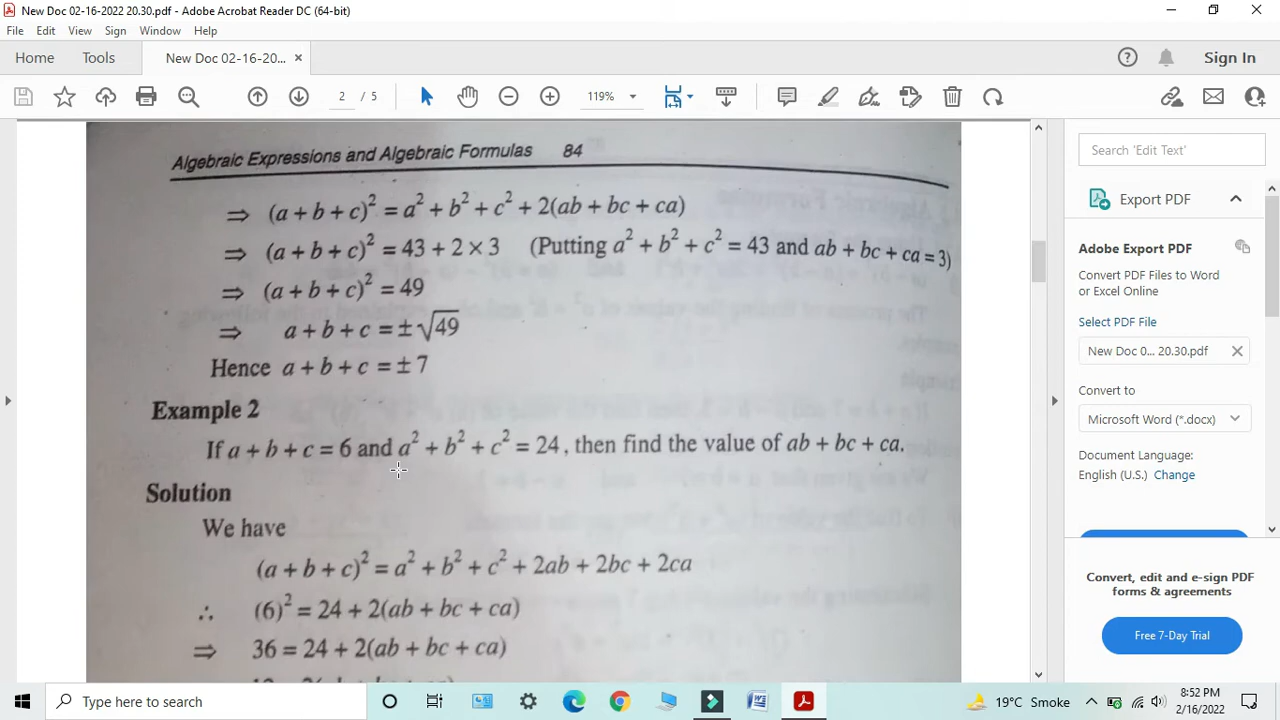 New Doc 02-16-2022 20.30.pdf - Adobe Acrobat Reader DC (64-bit)
File Edit View Sign Window Help
Home Tools New Doc 02-16-20... ×
2 / 5 119%
Sign In
Algebraic Expressions and Algebraic Formulas 84
⇒ (a + b + c)² = a² + b² + c² + 2(ab + bc + ca)
⇒ (a + b + c)² = 43 + 2 × 3 (Putting a² + b² + c² = 43 and ab + bc + ca = 3)
⇒ (a + b + c)² = 49
⇒ a + b + c = ± √49
Hence a + b + c = ± 7
Example 2
If a + b + c = 6 and a² + b² + c² = 24, then find the value of ab + bc + ca.
Solution
We have
(a + b + c)² = a² + b² + c² + 2ab + 2bc + 2ca
∴ (6)² = 24 + 2(ab + bc + ca)
⇒ 36 = 24 + 2(ab + bc + ca)
Search 'Edit Text'
Export PDF
Adobe Export PDF
Convert PDF Files to Word
or Excel Online
Select PDF File
New Doc 0... 20.30.pdf
Convert to
Microsoft Word (*.docx)
Document Language:
English (U.S.) Change
Convert, edit and e-sign PDF
forms & agreements
Free 7-Day Trial
Type here to search
19°C Smoke
8:52 PM
2/16/2022